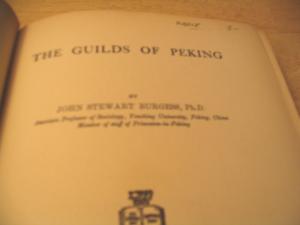 THE GUILDS OF PEKING
BY
JOHN STEWART BURGESS, Ph.D.
Assistant Professor of Sociology, Yenching University, Peking, China
Member of staff of Princeton-in-Peking